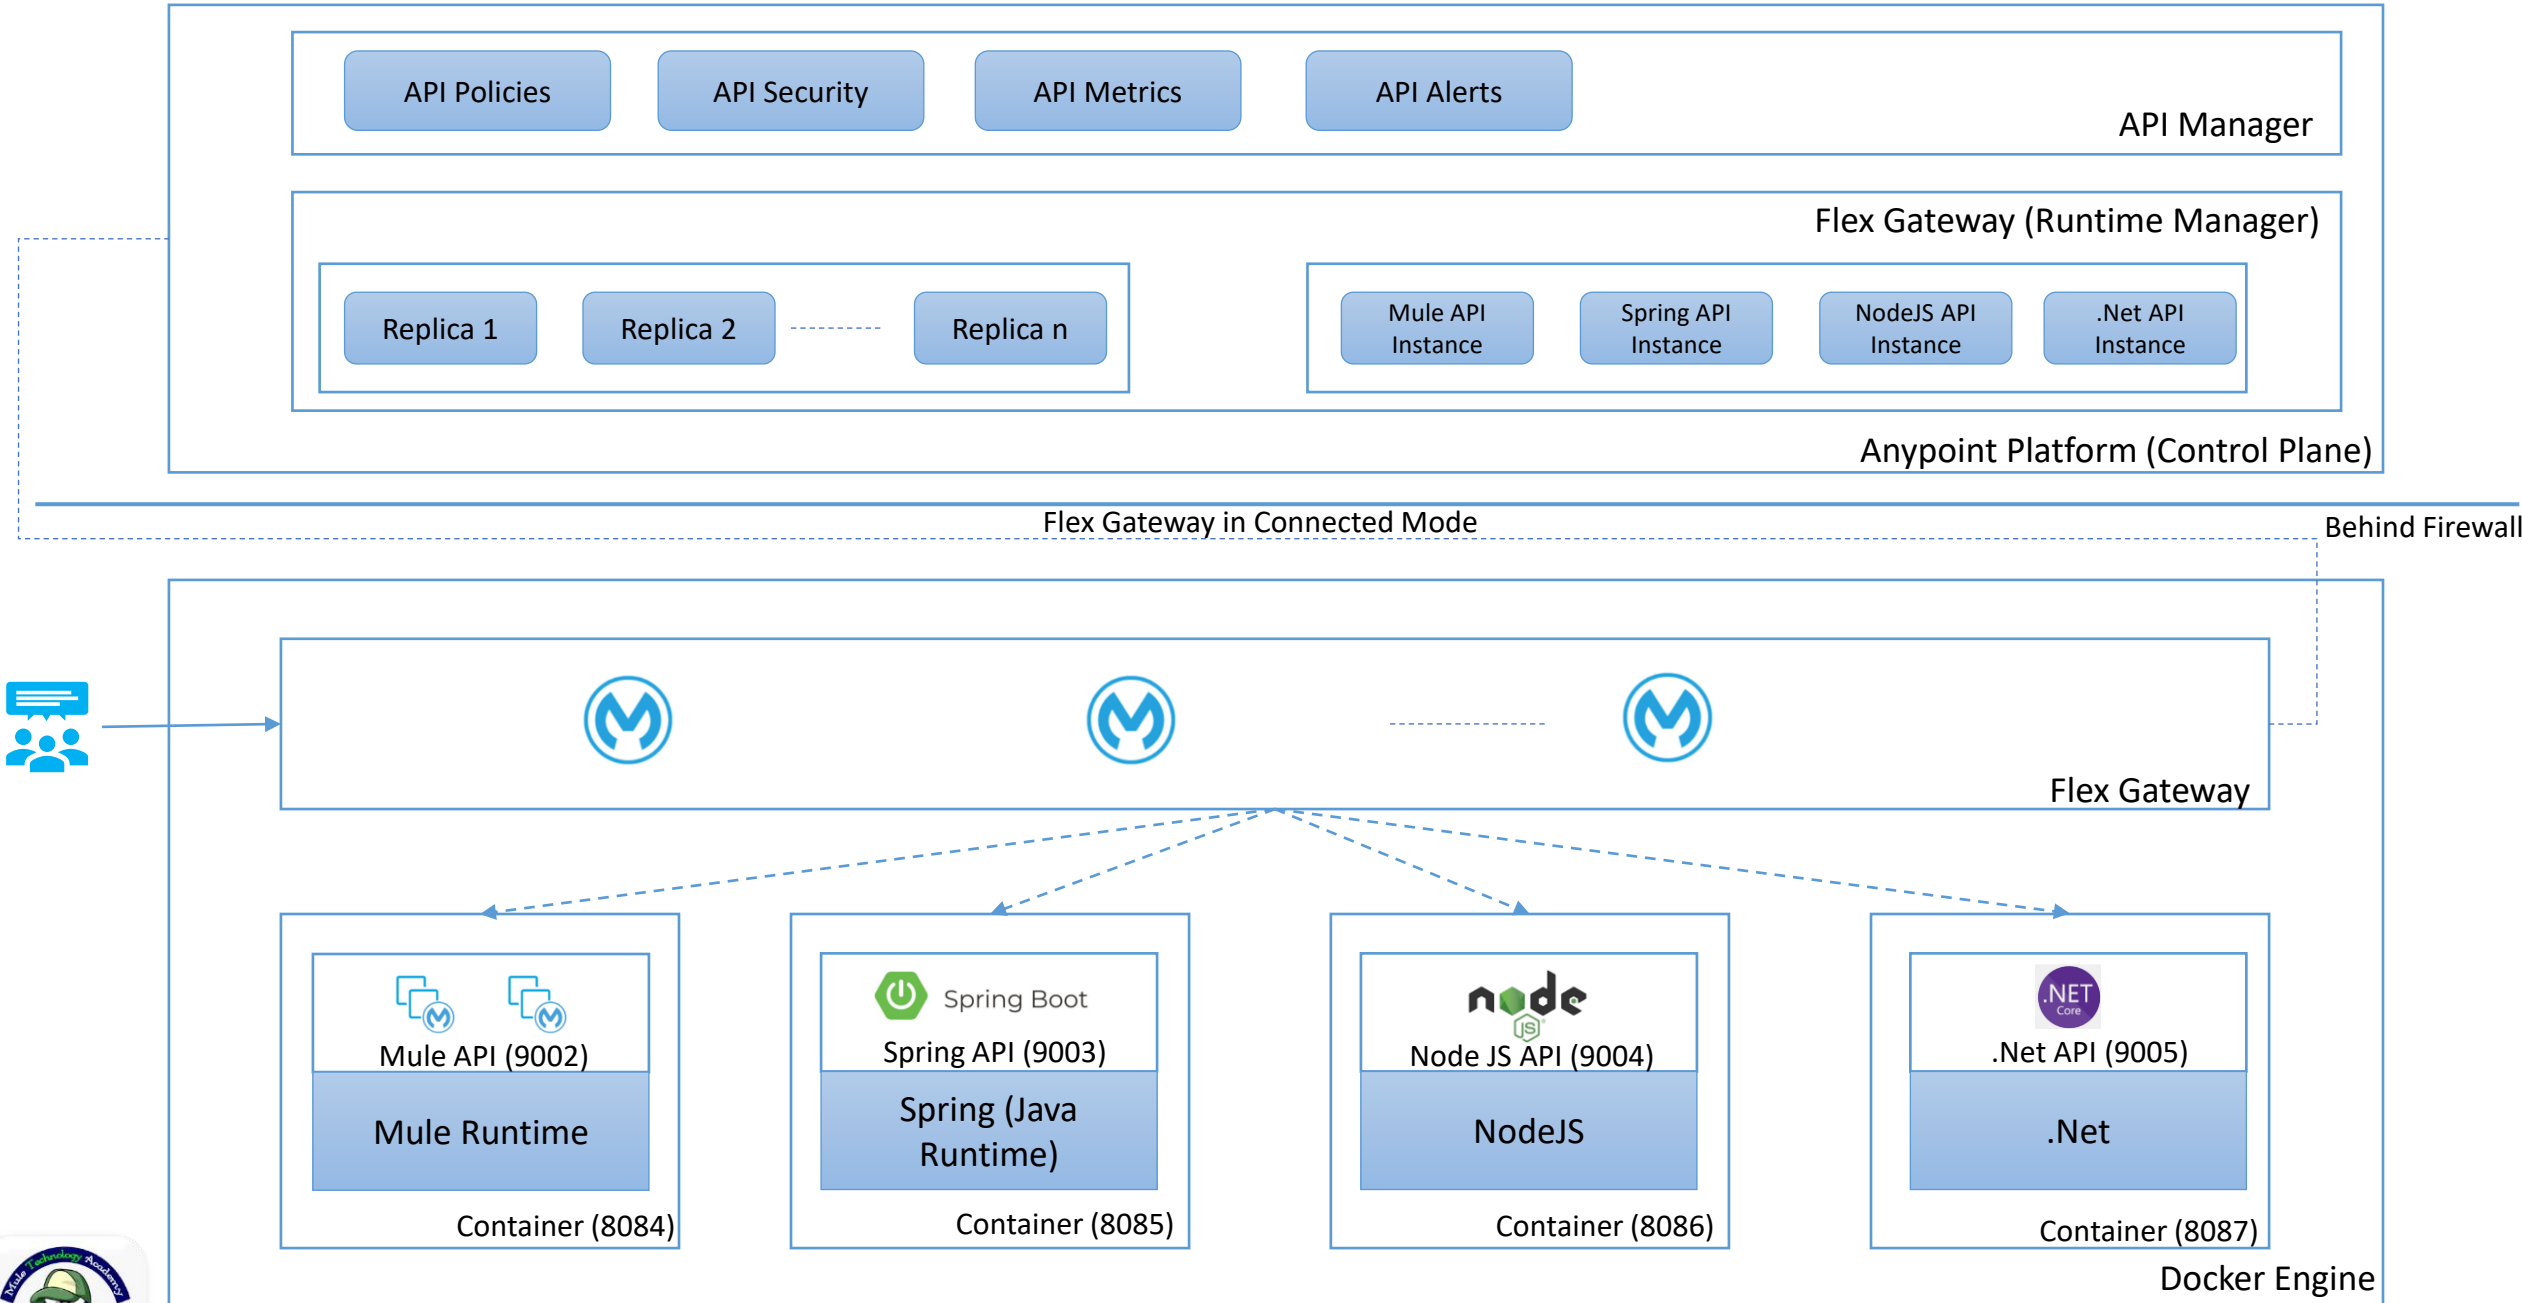 API Policies
API Security
API Metrics
API Alerts
API Manager
Flex Gateway (Runtime Manager)
Replica 1
Replica 2
Replica n
Mule API
Instance
Spring API
Instance
NodeJS API
Instance
.Net API
Instance
Anypoint Platform (Control Plane)
Flex Gateway in Connected Mode
Behind Firewall
Flex Gateway
Mule API (9002)
Mule Runtime
Container (8084)
Spring Boot
Spring API (9003)
Spring (Java
Runtime)
Container (8085)
node
JS
Node JS API (9004)
NodeJS
Container (8086)
.NET
Core
.Net API (9005)
.Net
Container (8087)
Docker Engine
Mule Technology Academy